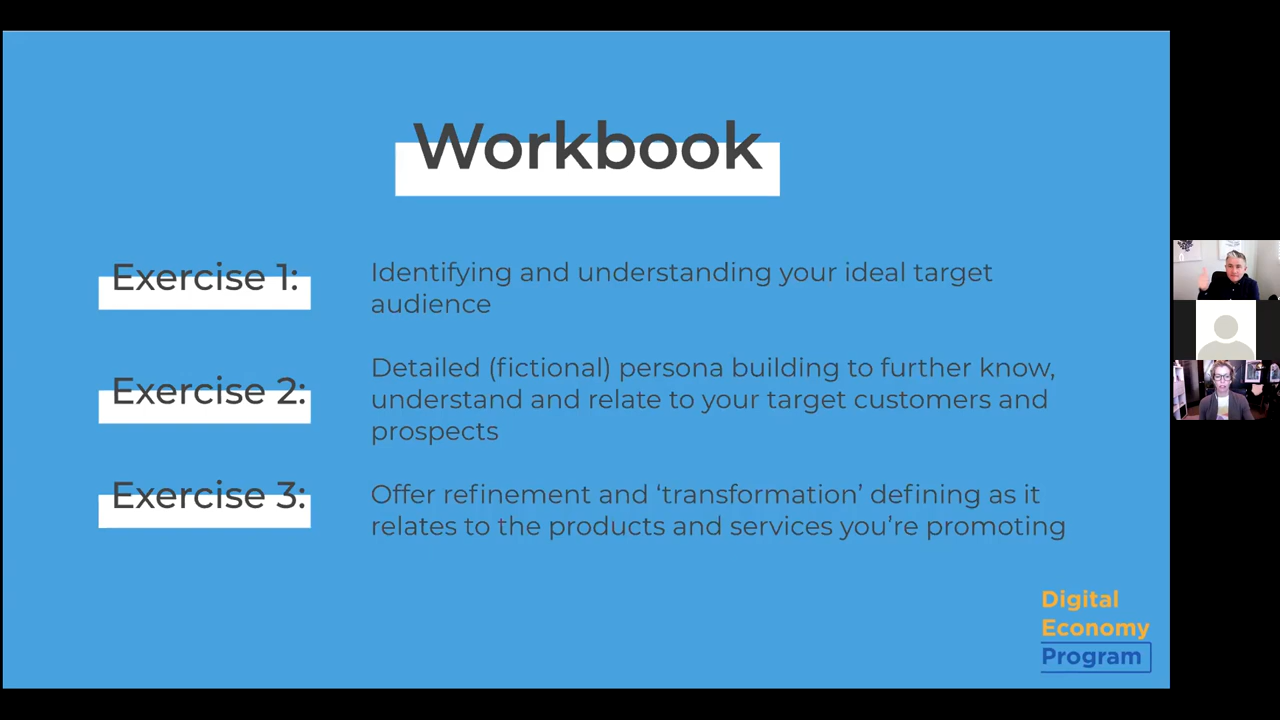 Workbook
Exercise 1:
Identifying and understanding your ideal target
audience
Exercise 2:
Detailed (fictional) persona building to further know,
understand and relate to your target customers and
prospects
Exercise 3:
Offer refinement and ‘transformation’ defining as it
relates to the products and services you’re promoting
Digital
Economy
Program